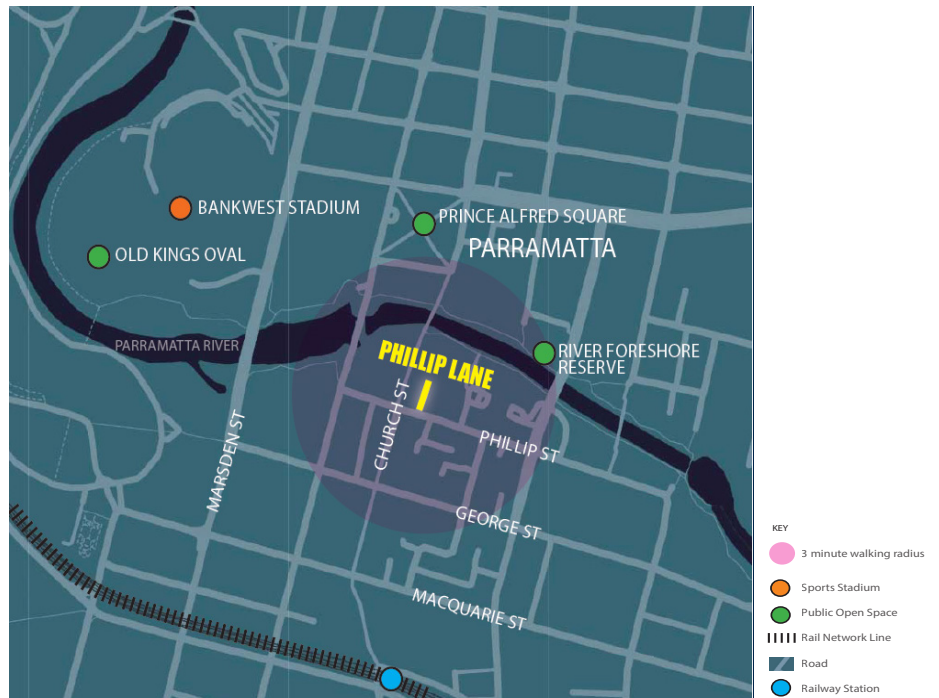 BANKWEST STADIUM
PRINCE ALFRED SQUARE
PARRAMATTA
OLD KINGS OVAL
PARRAMATTA RIVER
PHILLIP LANE
RIVER FORESHORE
RESERVE
CHURCH ST
MARSDEN ST
PHILLIP ST
GEORGE ST
MACQUARIE ST
KEY
3 minute walking radius
Sports Stadium
Public Open Space
Rail Network Line
Road
Railway Station